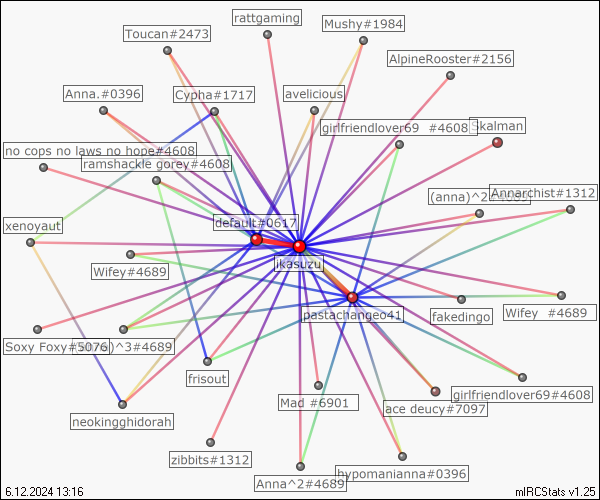 rattgaming
Mushy#1984
Toucan#2473
AlpineRooster#2156
Anna.#0396
Cypha#1717
avelicious
girlfriendlover69 #4608
Skalman
no cops no laws no hope#4608
ramshackle gorey#4608
Annarchist#1312
xenoyaut
default#0617
ikasuzu
Wifey#4689
pastachangeo41
fakedingo
Wifey #4689
Soxy Foxy#5076
)^3#4689
frisout
girlfriendlover69#4608
Mad #6901
ace deucy#7097
neokingghidorah
zibbits#1312
hypomanianna#0396
Anna^2#4689
6.12.2024 13:16
mIRCStats v1.25